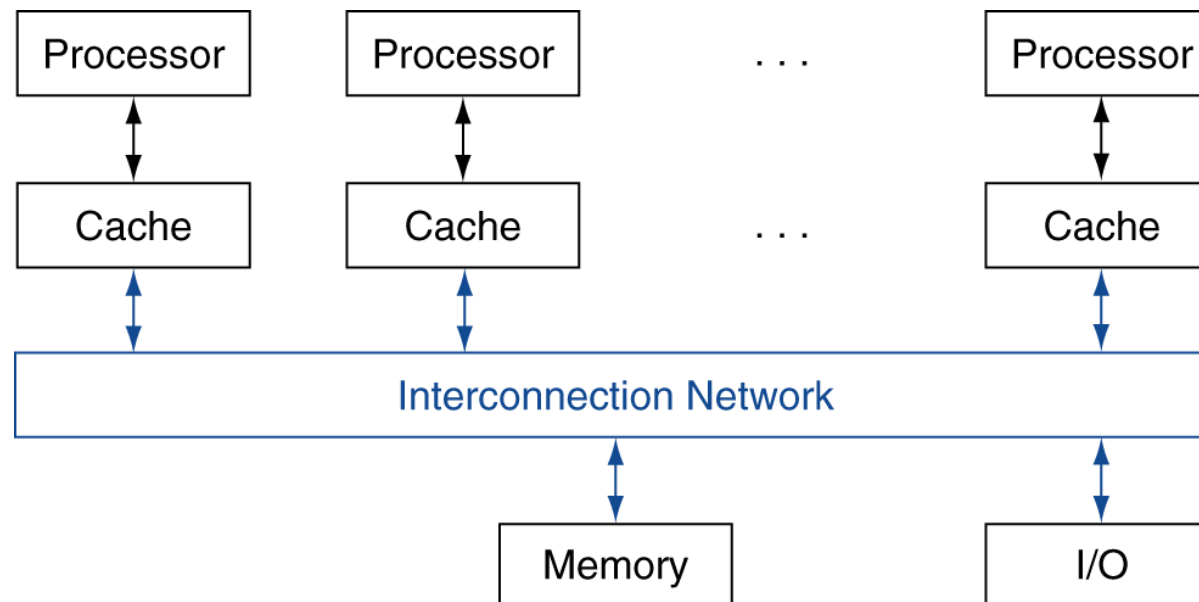 Processor Processor . . . Processor
Cache Cache . . . Cache
Interconnection Network
Memory I/O